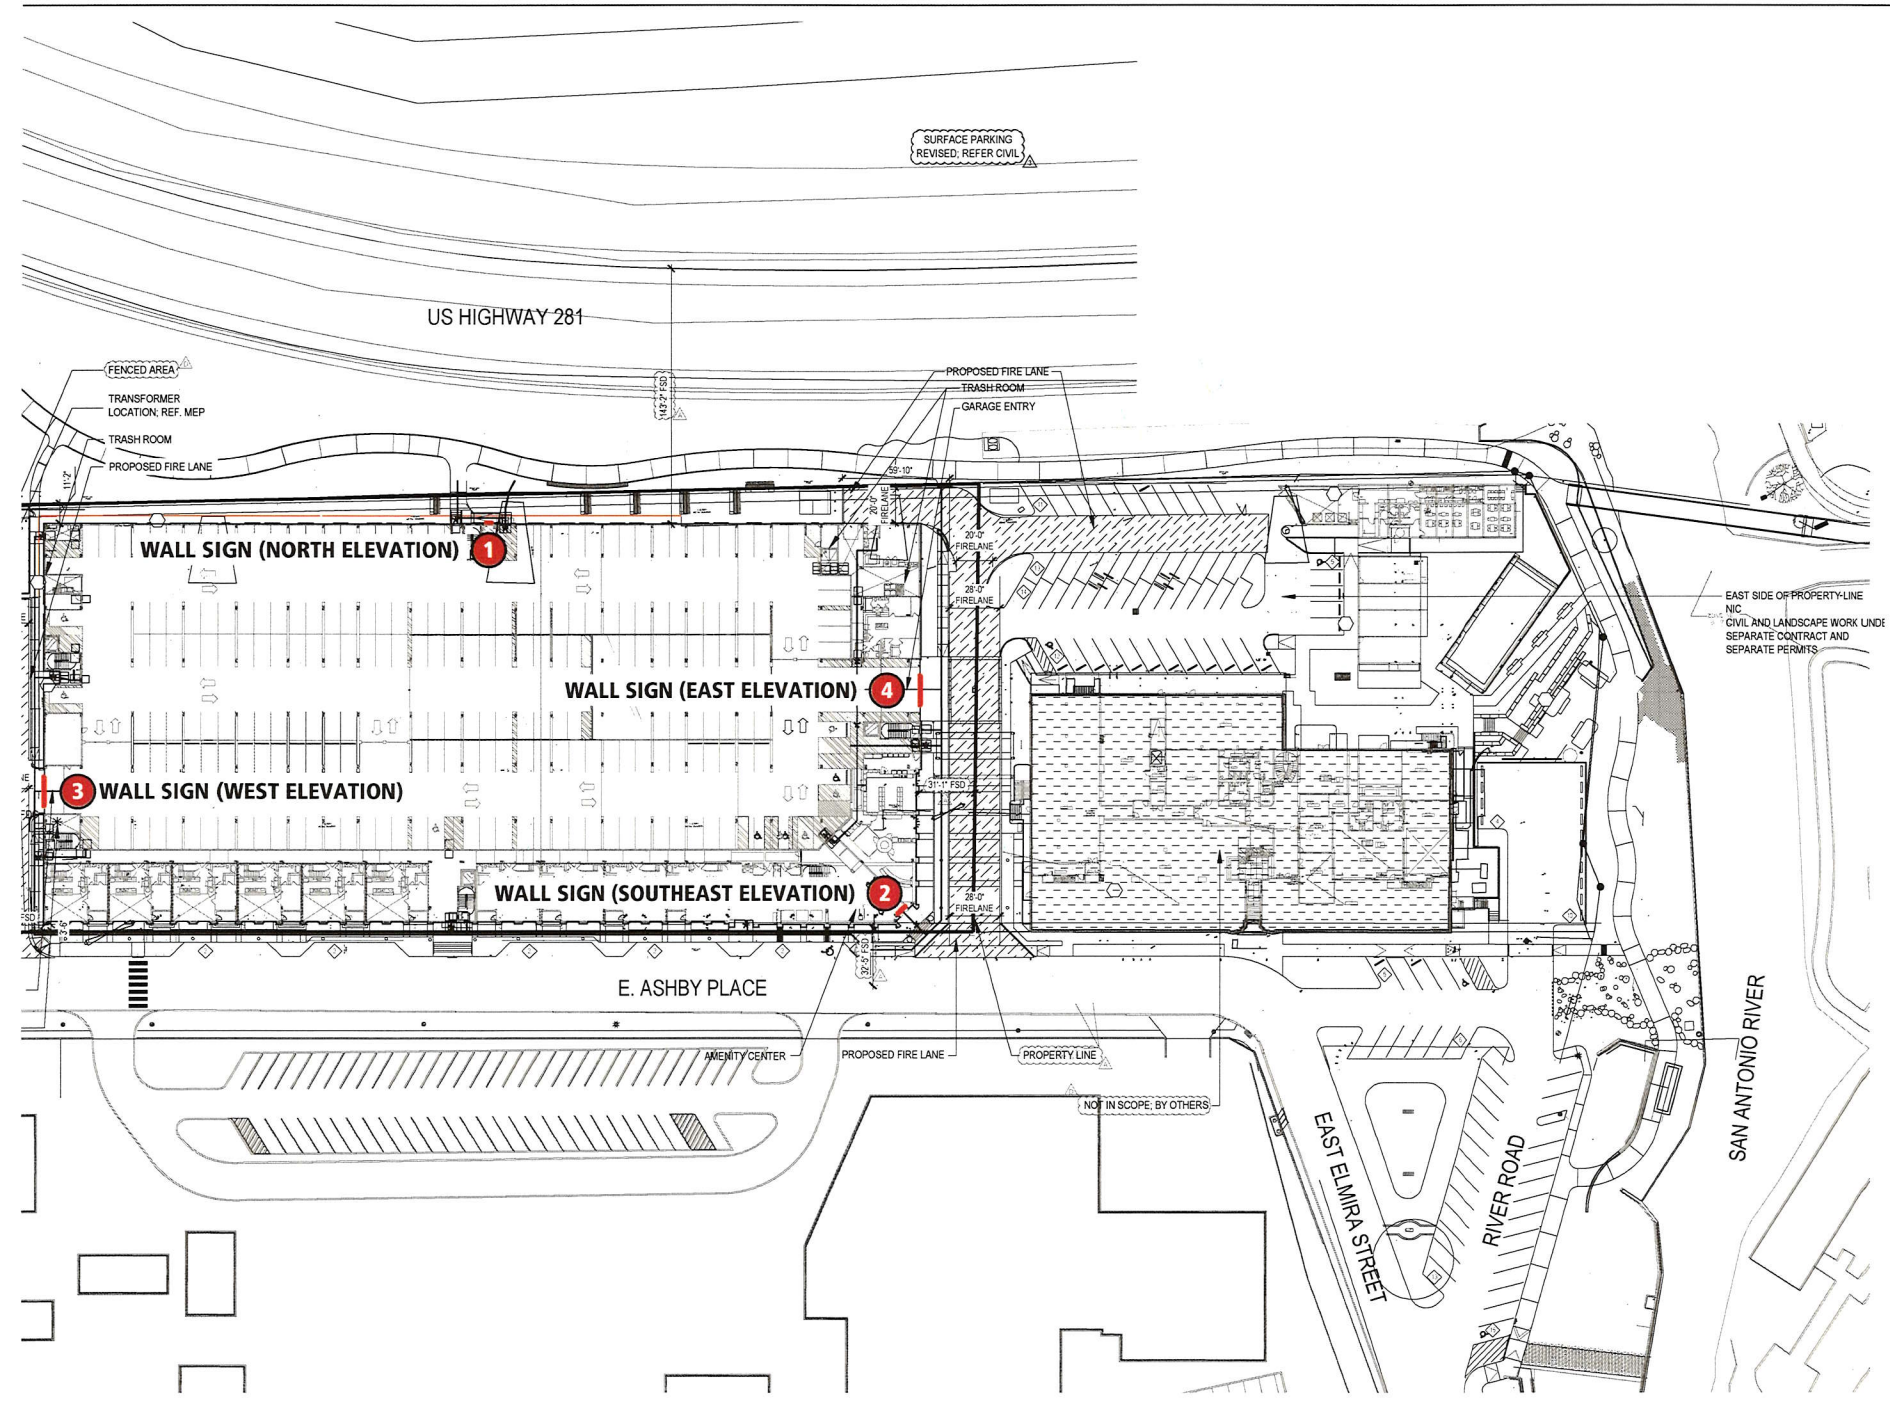 SURFACE PARKING
REVISED; REFER CIVIL
US HIGHWAY 281
FENCED AREA
TRANSFORMER
LOCATION; REF. MEP
TRASH ROOM
PROPOSED FIRE LANE
143'-2" FSD
PROPOSED FIRE LANE
TRASH ROOM
GARAGE ENTRY
11'-2"
59'-10"
20'-0"
FIRELANE
20'-0"
FIRELANE
28'-0"
FIRELANE
WALL SIGN (NORTH ELEVATION) 1
EAST SIDE OF PROPERTY-LINE
NIC
CIVIL AND LANDSCAPE WORK UNDE
SEPARATE CONTRACT AND
SEPARATE PERMITS
WALL SIGN (EAST ELEVATION) 4
31'-1" FSD
3 WALL SIGN (WEST ELEVATION)
WALL SIGN (SOUTHEAST ELEVATION) 2
28'-0"
FIRELANE
FSD
3'-6"
32'-5" FSD
E. ASHBY PLACE
AMENITY CENTER
PROPOSED FIRE LANE
PROPERTY LINE
NOT IN SCOPE; BY OTHERS
EAST ELMIRA STREET
RIVER ROAD
SAN ANTONIO RIVER